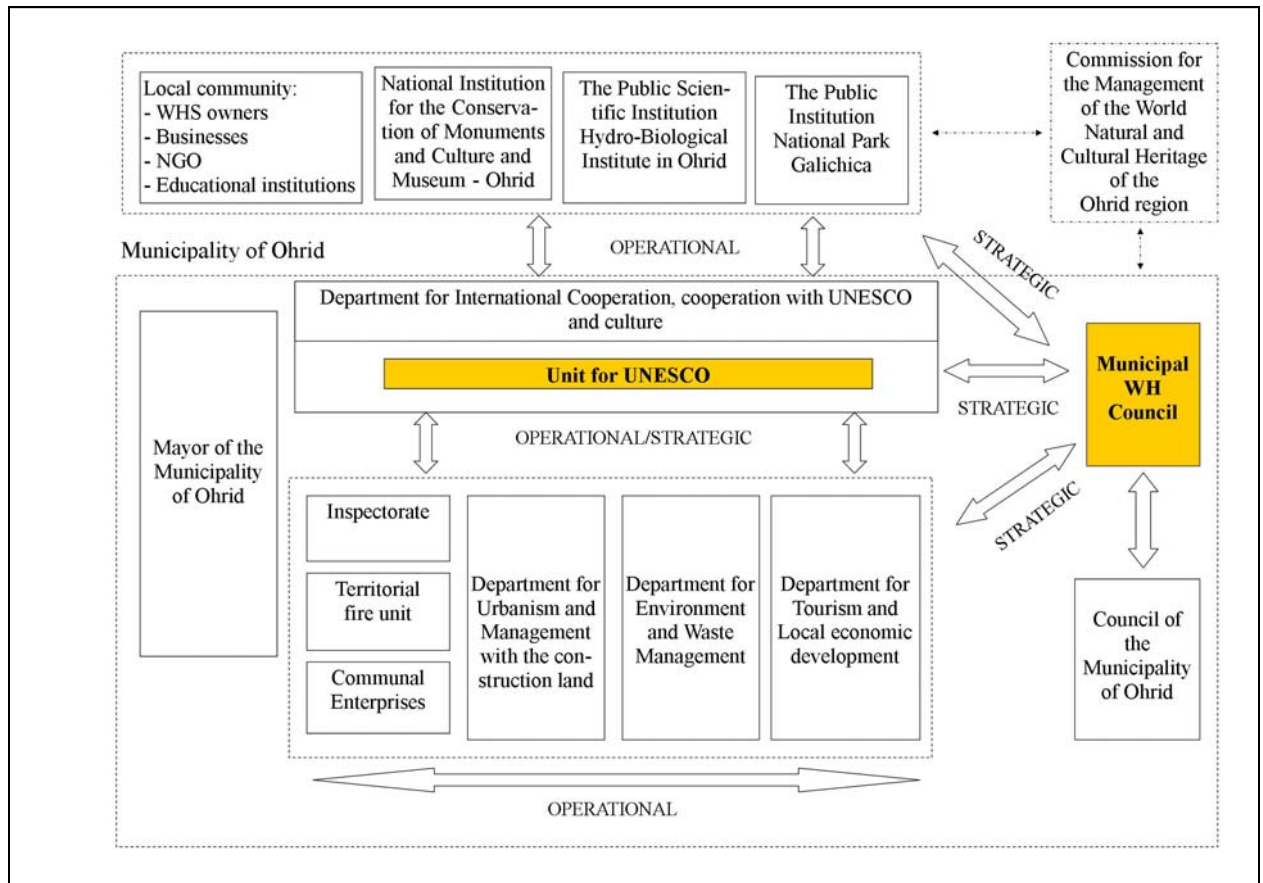 Local community:
- WHS owners
- Businesses
- NGO
- Educational institutions
National Institution
for the Conserva-
tion of Monuments
and Culture and
Museum - Ohrid
The Public Scien-
tific Institution
Hydro-Biological
Institute in Ohrid
The Public
Institution
National Park
Galichica
Commission for
the Management
of the World
Natural and
Cultural Heritage
of the
Ohrid region
OPERATIONAL
STRATEGIC
Municipality of Ohrid
Department for International Cooperation, cooperation with UNESCO
and culture
Unit for UNESCO
STRATEGIC
Municipal
WH
Council
Mayor of the
Municipality
of Ohrid
OPERATIONAL/STRATEGIC
STRATEGIC
Inspectorate
Territorial
fire unit
Communal
Enterprises
Department for
Urbanism and
Management
with the con-
struction land
Department for
Environment
and Waste
Management
Department for
Tourism and
Local economic
development
Council of
the
Municipality
of Ohrid
OPERATIONAL